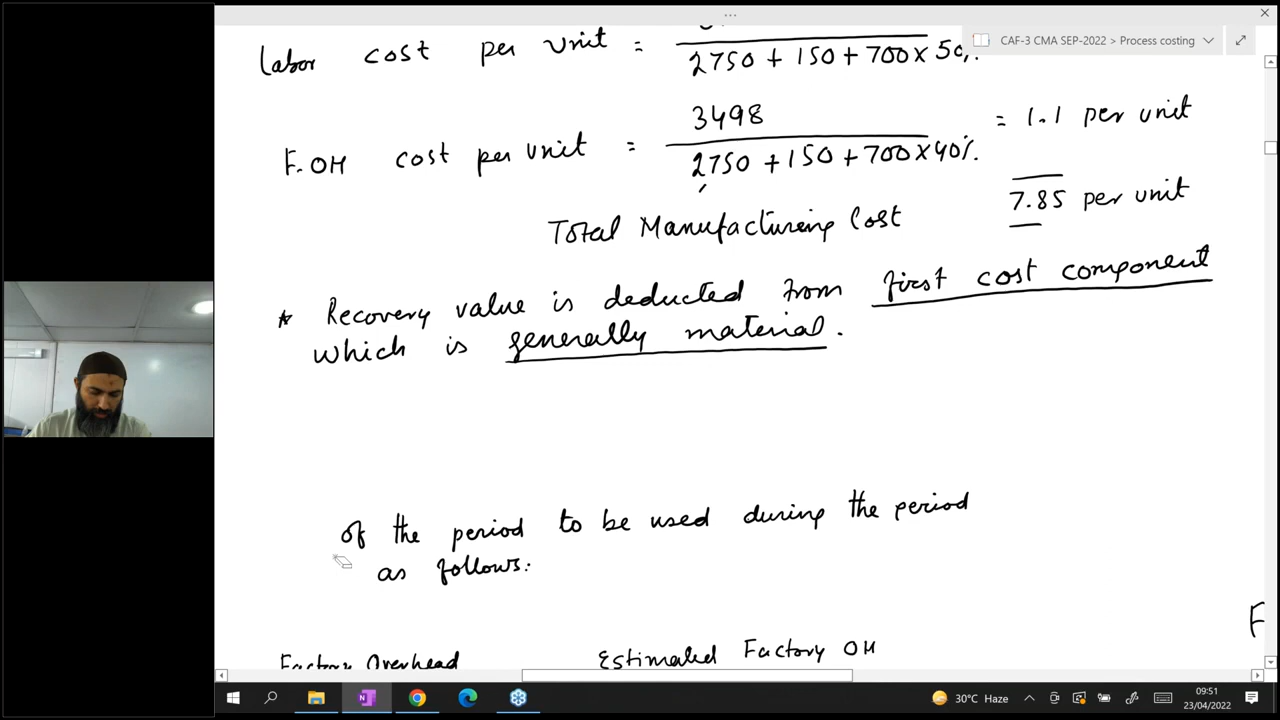 CAF-3 CMA SEP-2022 > Process costing
labor cost per unit =
2750 + 150 + 700 x 50%.
F.OH cost per unit = 3498 = 1.1 per unit
2750 + 150 + 700 x 40%.
7.85 per unit
Total Manufacturing Cost
* Recovery value is deducted from first cost component
which is generally material.
of the period to be used during the period
as follows:
F
Factory Overhead Estimated Factory OH
30°C Haze
09:51
23/04/2022